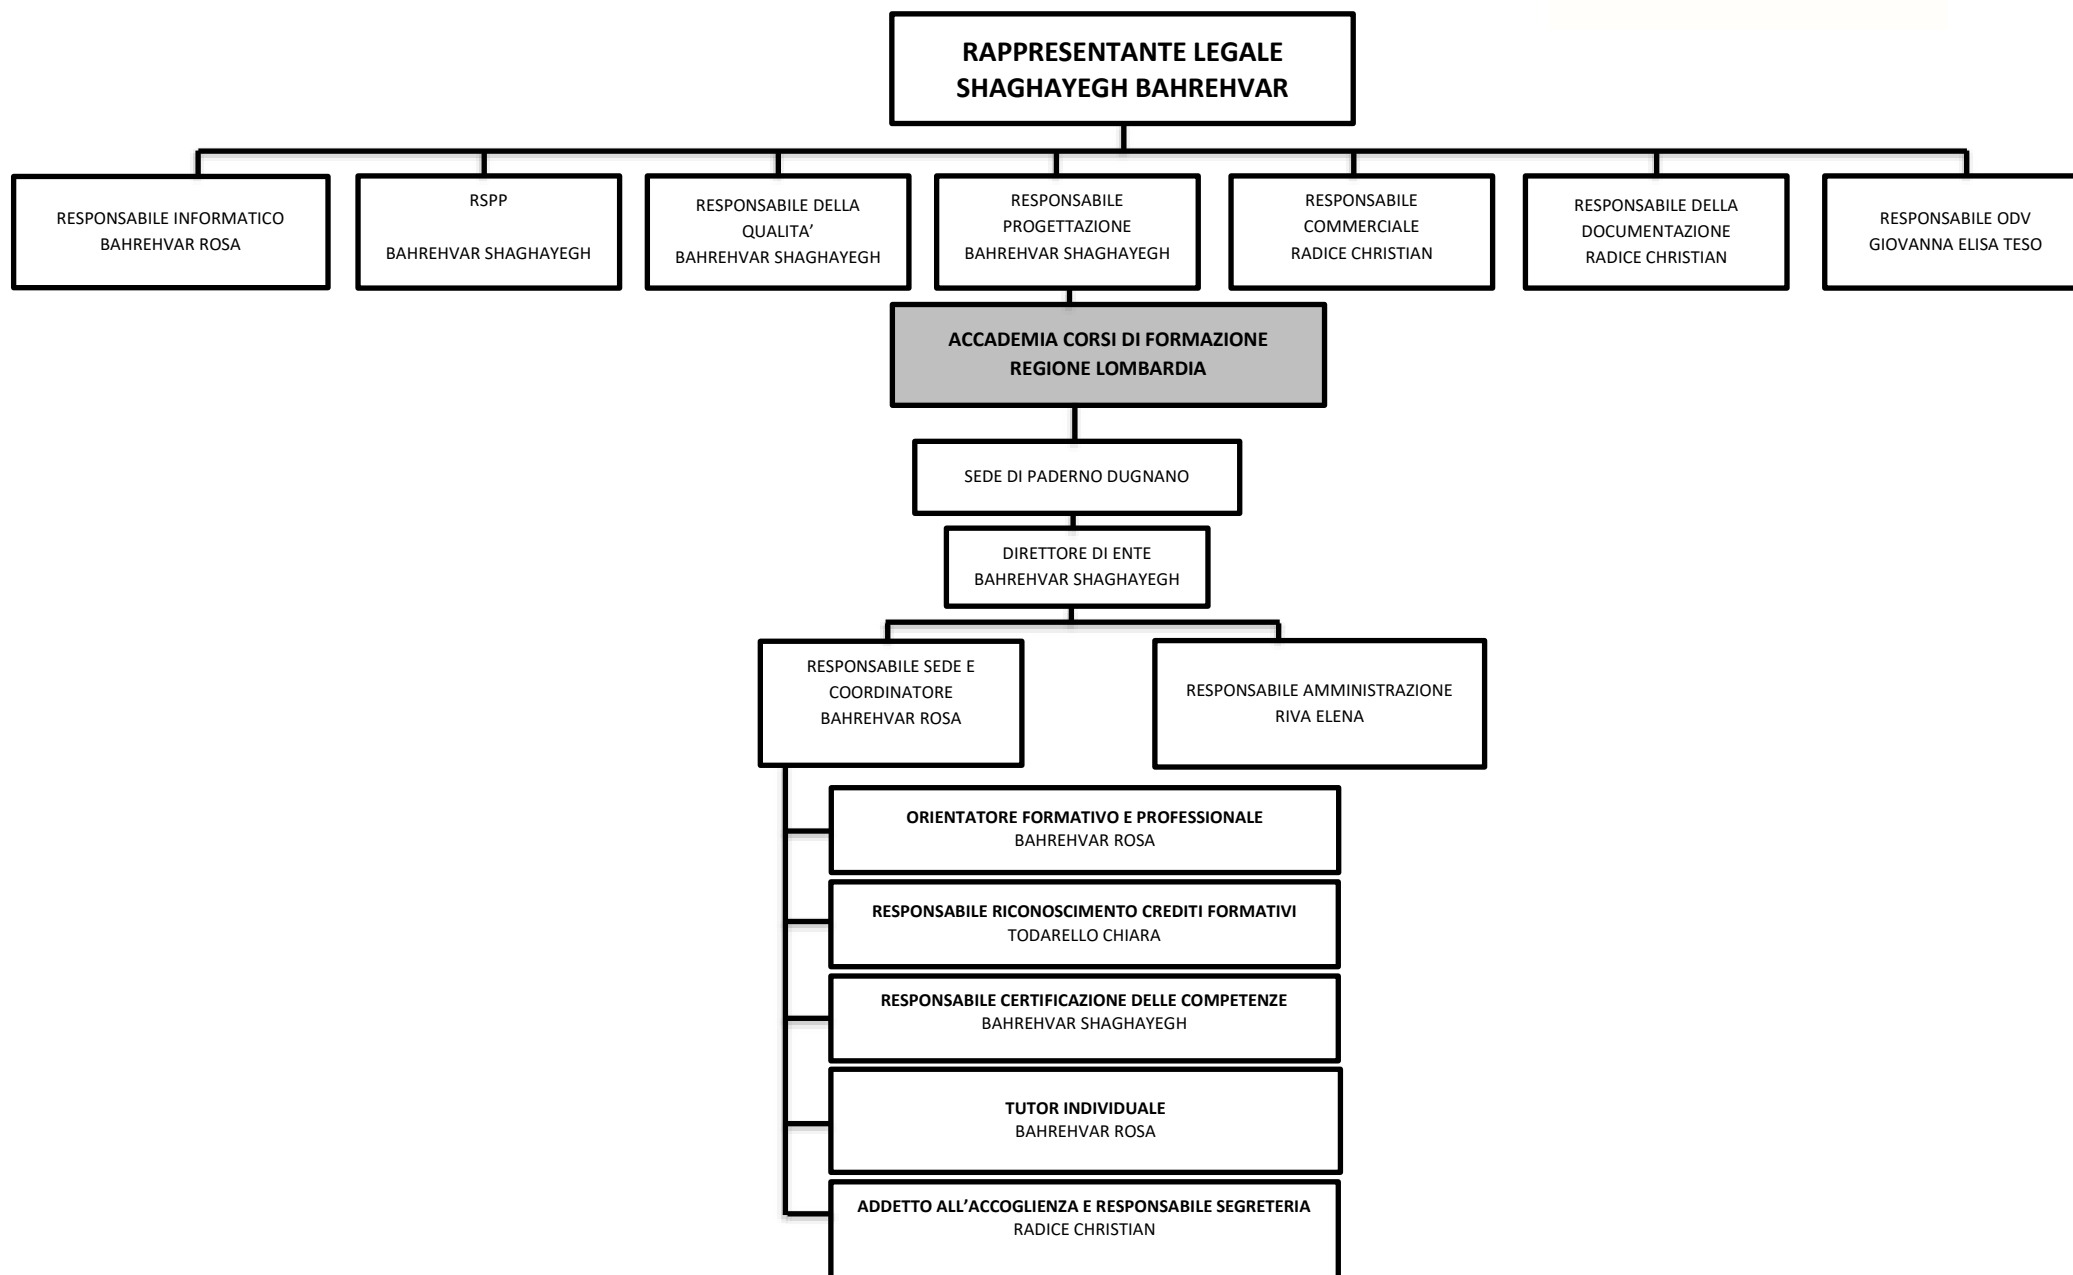 RAPPRESENTANTE LEGALE
SHAGHAYEGH BAHREHVAR
RESPONSABILE INFORMATICO
BAHREHVAR ROSA
RSPP
BAHREHVAR SHAGHAYEGH
RESPONSABILE DELLA
QUALITA’
BAHREHVAR SHAGHAYEGH
RESPONSABILE
PROGETTAZIONE
BAHREHVAR SHAGHAYEGH
RESPONSABILE
COMMERCIALE
RADICE CHRISTIAN
RESPONSABILE DELLA
DOCUMENTAZIONE
RADICE CHRISTIAN
RESPONSABILE ODV
GIOVANNA ELISA TESO
ACCADEMIA CORSI DI FORMAZIONE
REGIONE LOMBARDIA
SEDE DI PADERNO DUGNANO
DIRETTORE DI ENTE
BAHREHVAR SHAGHAYEGH
RESPONSABILE SEDE E
COORDINATORE
BAHREHVAR ROSA
RESPONSABILE AMMINISTRAZIONE
RIVA ELENA
ORIENTATORE FORMATIVO E PROFESSIONALE
BAHREHVAR ROSA
RESPONSABILE RICONOSCIMENTO CREDITI FORMATIVI
TODARELLO CHIARA
RESPONSABILE CERTIFICAZIONE DELLE COMPETENZE
BAHREHVAR SHAGHAYEGH
TUTOR INDIVIDUALE
BAHREHVAR ROSA
ADDETTO ALL’ACCOGLIENZA E RESPONSABILE SEGRETERIA
RADICE CHRISTIAN